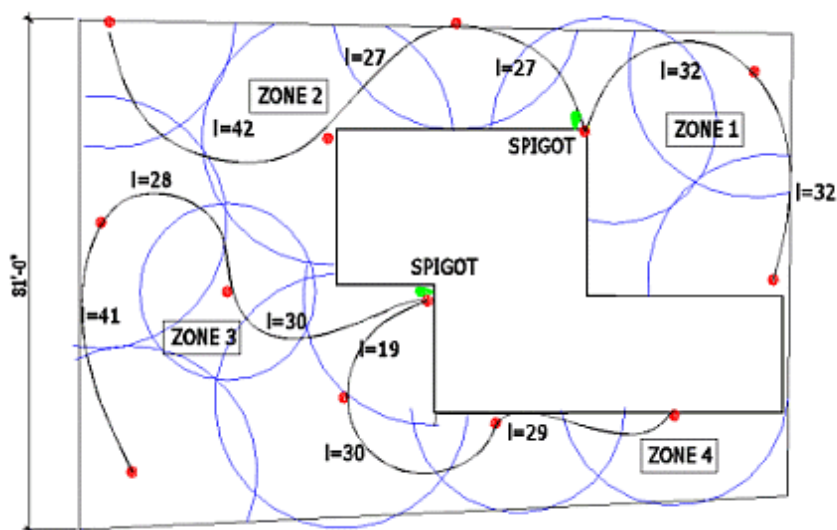 l=27
l=27
l=32
ZONE 2
l=42
ZONE 1
SPIGOT
l=28
l=32
SPIGOT
81'-0"
l=41
l=30
ZONE 3
l=19
l=29
l=30
ZONE 4